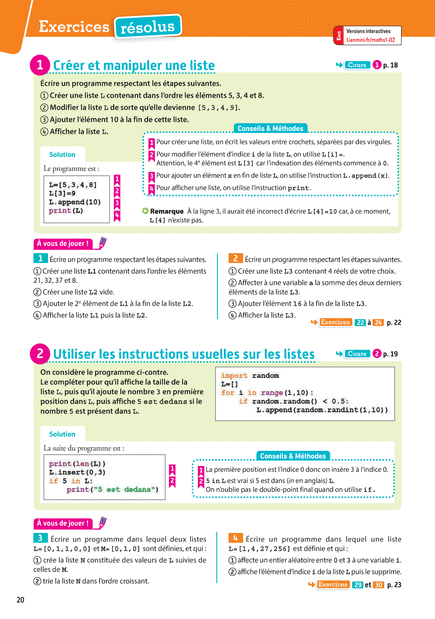 Exercices résolus
Versions interactives
Lienmini.fr/math1-02
1 Créer et manipuler une liste
Cours 1 p. 18
Écrire un programme respectant les étapes suivantes.
① Créer une liste L contenant dans l'ordre les éléments 5, 3, 4 et 8.
② Modifier la liste L de sorte qu'elle devienne [5,3,4,9].
③ Ajouter l'élément 10 à la fin de cette liste.
④ Afficher la liste L.
Solution
Le programme est :
L=[5,3,4,8]
L[3]=9
L.append(10)
print(L)
1
2
3
4
Conseils & Méthodes
1 Pour créer une liste, on écrit les valeurs entre crochets, séparées par des virgules.
2 Pour modifier l'élément d'indice i de la liste L, on utilise L[i]=.
Attention, le 4e élément est L[3] car l'indexation des éléments commence à 0.
3 Pour ajouter un élément x en fin de liste L, on utilise l'instruction L.append(x).
4 Pour afficher une liste, on utilise l'instruction print.
Remarque À la ligne 3, il aurait été incorrect d'écrire L[4]=10 car, à ce moment,
L[4] n'existe pas.
À vous de jouer !
1 Écrire un programme respectant les étapes suivantes.
① Créer une liste L1 contenant dans l'ordre les éléments
21, 32, 37 et 8.
② Créer une liste L2 vide.
③ Ajouter le 2e élément de L1 à la fin de la liste L2.
④ Afficher la liste L1 puis la liste L2.
2 Écrire un programme respectant les étapes suivantes.
① Créer une liste L3 contenant 4 réels de votre choix.
② Affecter à une variable a la somme des deux derniers
éléments de la liste L3.
③ Ajouter l'élément 16 à la fin de la liste L3.
④ Afficher la liste L3.
Exercices 22 à 24 p. 22
2 Utiliser les instructions usuelles sur les listes
Cours 2 p. 19
On considère le programme ci-contre.
Le compléter pour qu'il affiche la taille de la
liste L, puis qu'il ajoute le nombre 3 en première
position dans L, puis affiche 5 est dedans si le
nombre 5 est présent dans L.
import random
L=[]
for i in range(1,10):
if random.random() < 0.5:
L.append(random.randint(1,10))
Solution
La suite du programme est :
print(len(L))
L.insert(0,3)
if 5 in L:
print("5 est dedans")
1
2
Conseils & Méthodes
1 La première position est l'indice 0 donc on insère 3 à l'indice 0.
2 5 in L est vrai si 5 est dans (in en anglais) L.
On n'oublie pas le double-point final quand on utilise if.
À vous de jouer !
3 Écrire un programme dans lequel deux listes
L=[0,1,1,0,0] et M=[0,1,0] sont définies, et qui :
① crée la liste N constituée des valeurs de L suivies de
celles de M.
② trie la liste N dans l'ordre croissant.
4 Écrire un programme dans lequel une liste
L=[1,4,27,256] est définie et qui :
① affecte un entier aléatoire entre 0 et 3 à une variable i.
② affiche l'élément d'indice i de la liste L puis le supprime.
Exercices 29 et 30 p. 23
20